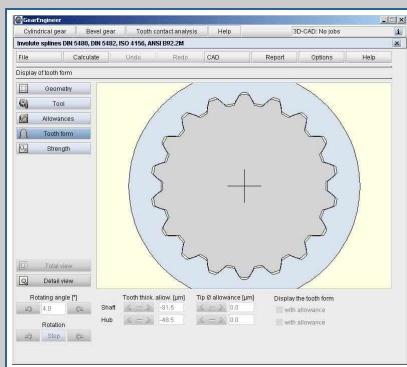 GearEngineer
Cylindrical gear Bevel gear Tooth contact analysis Help 3D-CAD: No jobs
Involute splines DIN 5480, DIN 5482, ISO 4156, ANSI B92.2M
File Calculate Undo Redo CAD Report Options Help
Display of tooth form
Geometry
Tool
Allowances
Tooth form
Strength
Total view
Detail view
Rotating angle [°] Tooth thick. allow. [µm] Tip Ø allowance [µm] Display the tooth form
4.9 Shaft -81.5 0.0 with allowance
Rotation Hub -48.5 0.0 with allowance
Stop